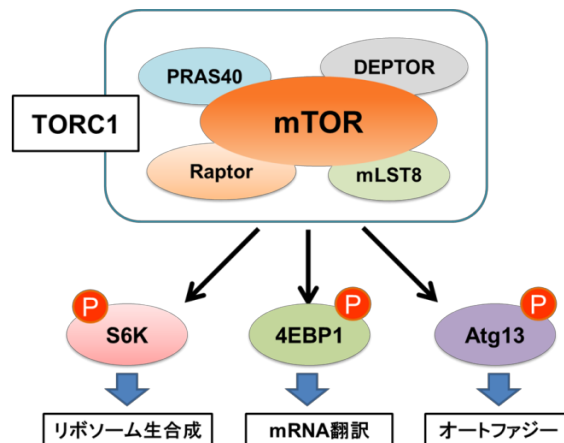 PRAS40
DEPTOR
TORC1
mTOR
Raptor
mLST8
P
S6K
P
4EBP1
P
Atg13
リボソーム生合成
mRNA翻訳
オートファジー